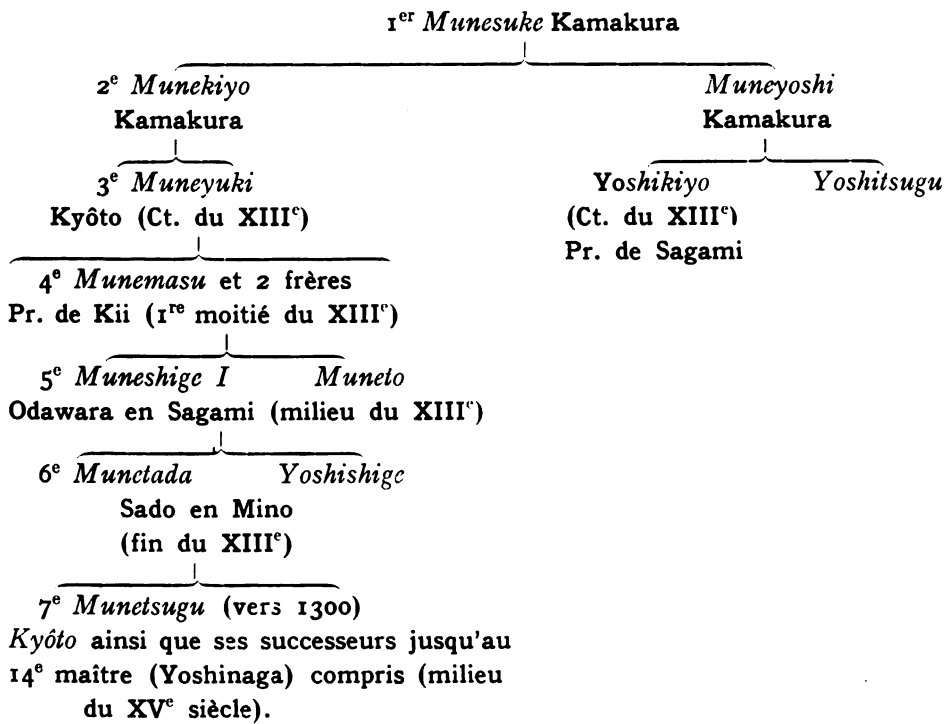 1er Munesuke Kamakura
2e Munekiyo Muneyoshi
Kamakura Kamakura
3e Muneyuki Yoshikiyo Yoshitsugu
Kyôto (Ct. du XIIIe) (Ct. du XIIIe)
Pr. de Sagami
4e Munemasu et 2 frères
Pr. de Kii (1re moitié du XIIIe)
5e Muneshige I Muneto
Odawara en Sagami (milieu du XIIIe)
6e Munetada Yoshishige
Sado en Mino
(fin du XIIIe)
7e Munetsugu (vers 1300)
Kyôto ainsi que ses successeurs jusqu'au
14e maître (Yoshinaga) compris (milieu
du XVe siècle).